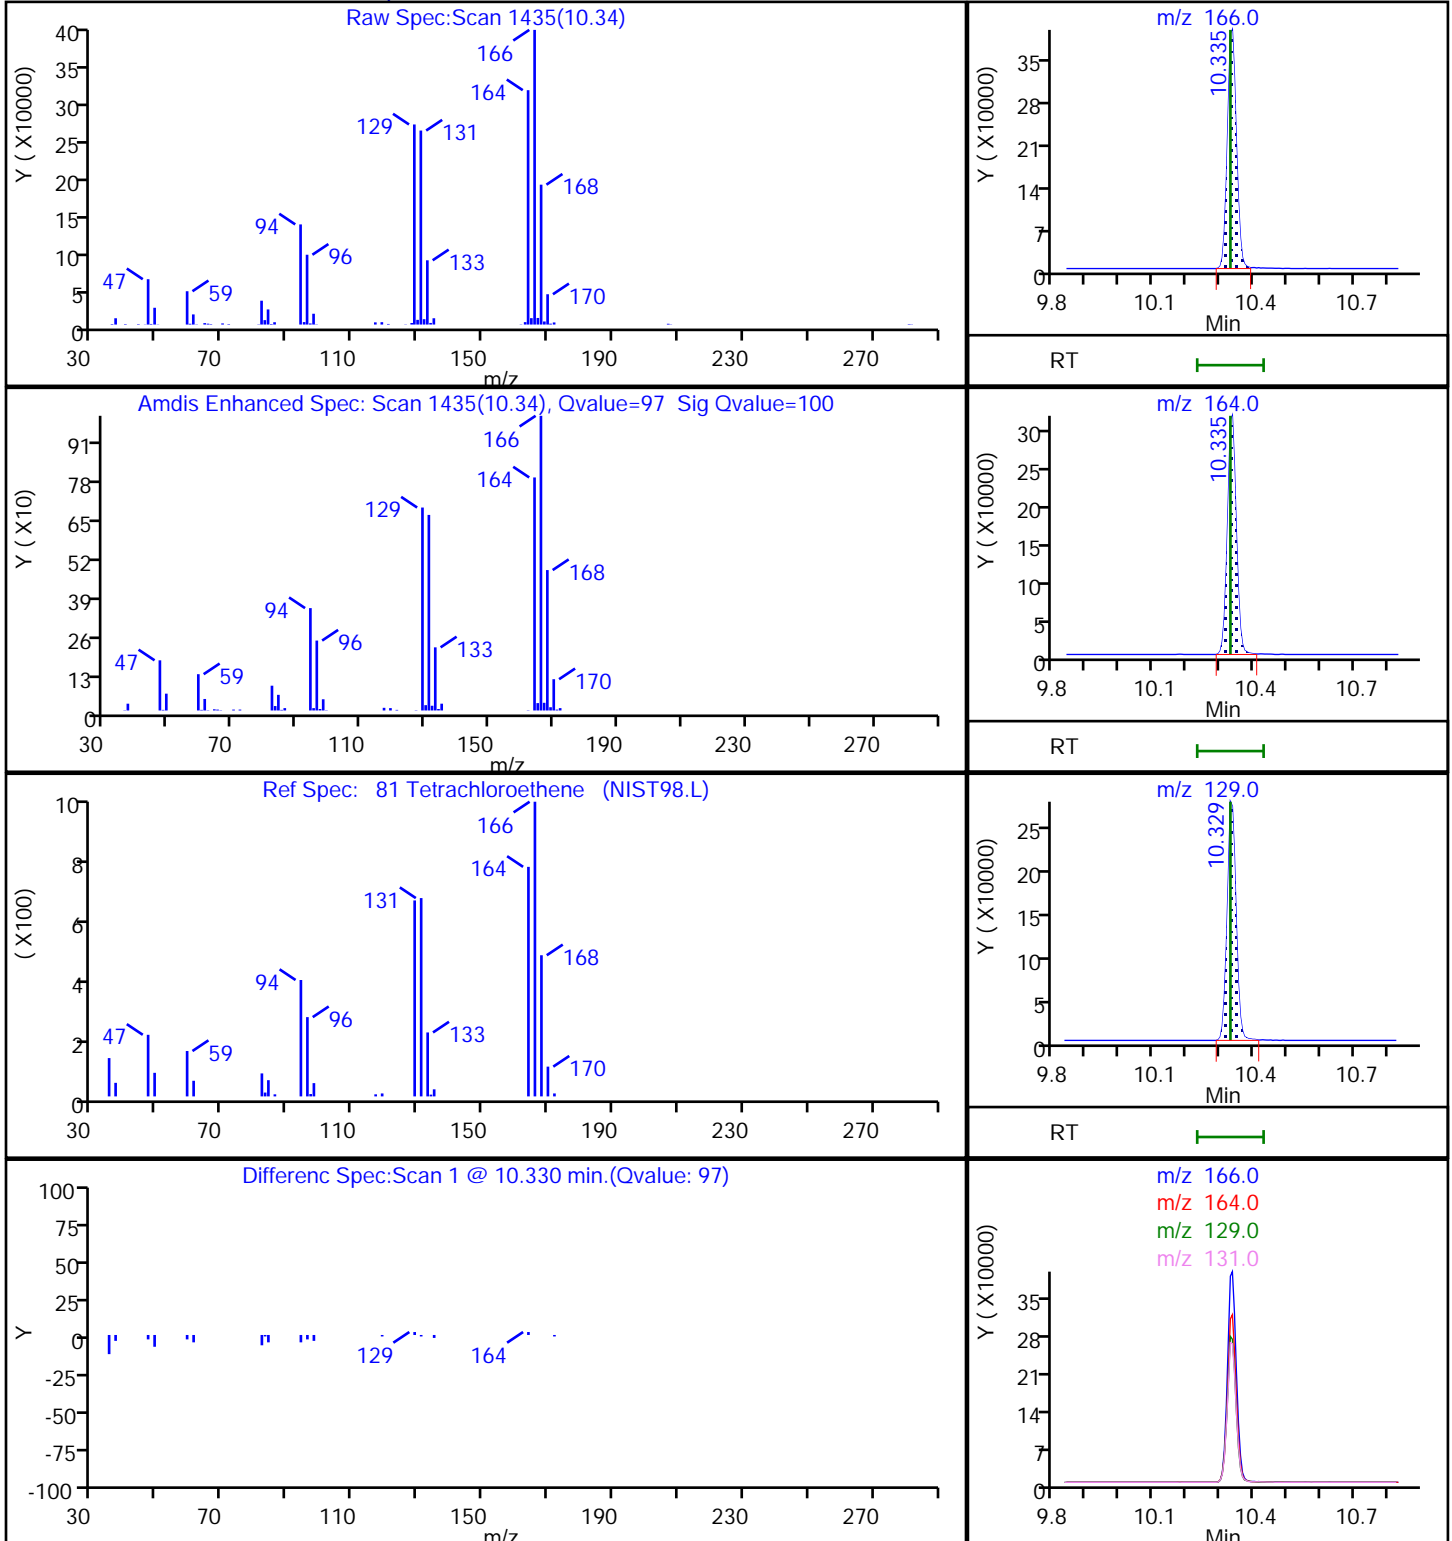 Raw Spec:Scan 1435(10.34)
Y ( X10000)
40
35
30
25
20
15
10
5
0
166
164
129
131
168
94
96
133
47
59
170
30 70 110 150 190 230 270
m/z
m/z 166.0
Y ( X10000)
35
28
21
14
7
0
10.335
9.8 10.1 10.4 10.7
Min
RT
Amdis Enhanced Spec: Scan 1435(10.34), Qvalue=97 Sig Qvalue=100
Y ( X10)
91
78
65
52
39
26
13
0
166
164
129
168
94
96
133
47
59
170
30 70 110 150 190 230 270
m/z
m/z 164.0
Y ( X10000)
30
25
20
15
10
5
0
10.335
9.8 10.1 10.4 10.7
Min
RT
Ref Spec: 81 Tetrachloroethene (NIST98.L)
( X100)
10
8
6
4
2
0
166
164
131
168
94
96
133
47
59
170
30 70 110 150 190 230 270
m/z 129.0
Y ( X10000)
25
20
15
10
5
0
10.329
9.8 10.1 10.4 10.7
Min
RT
Differenc Spec:Scan 1 @ 10.330 min.(Qvalue: 97)
Y
100
75
50
25
0
-25
-50
-75
-100
129
164
30 70 110 150 190 230 270
m/z
m/z 166.0
m/z 164.0
m/z 129.0
m/z 131.0
Y ( X10000)
35
28
21
14
7
0
9.8 10.1 10.4 10.7
Min